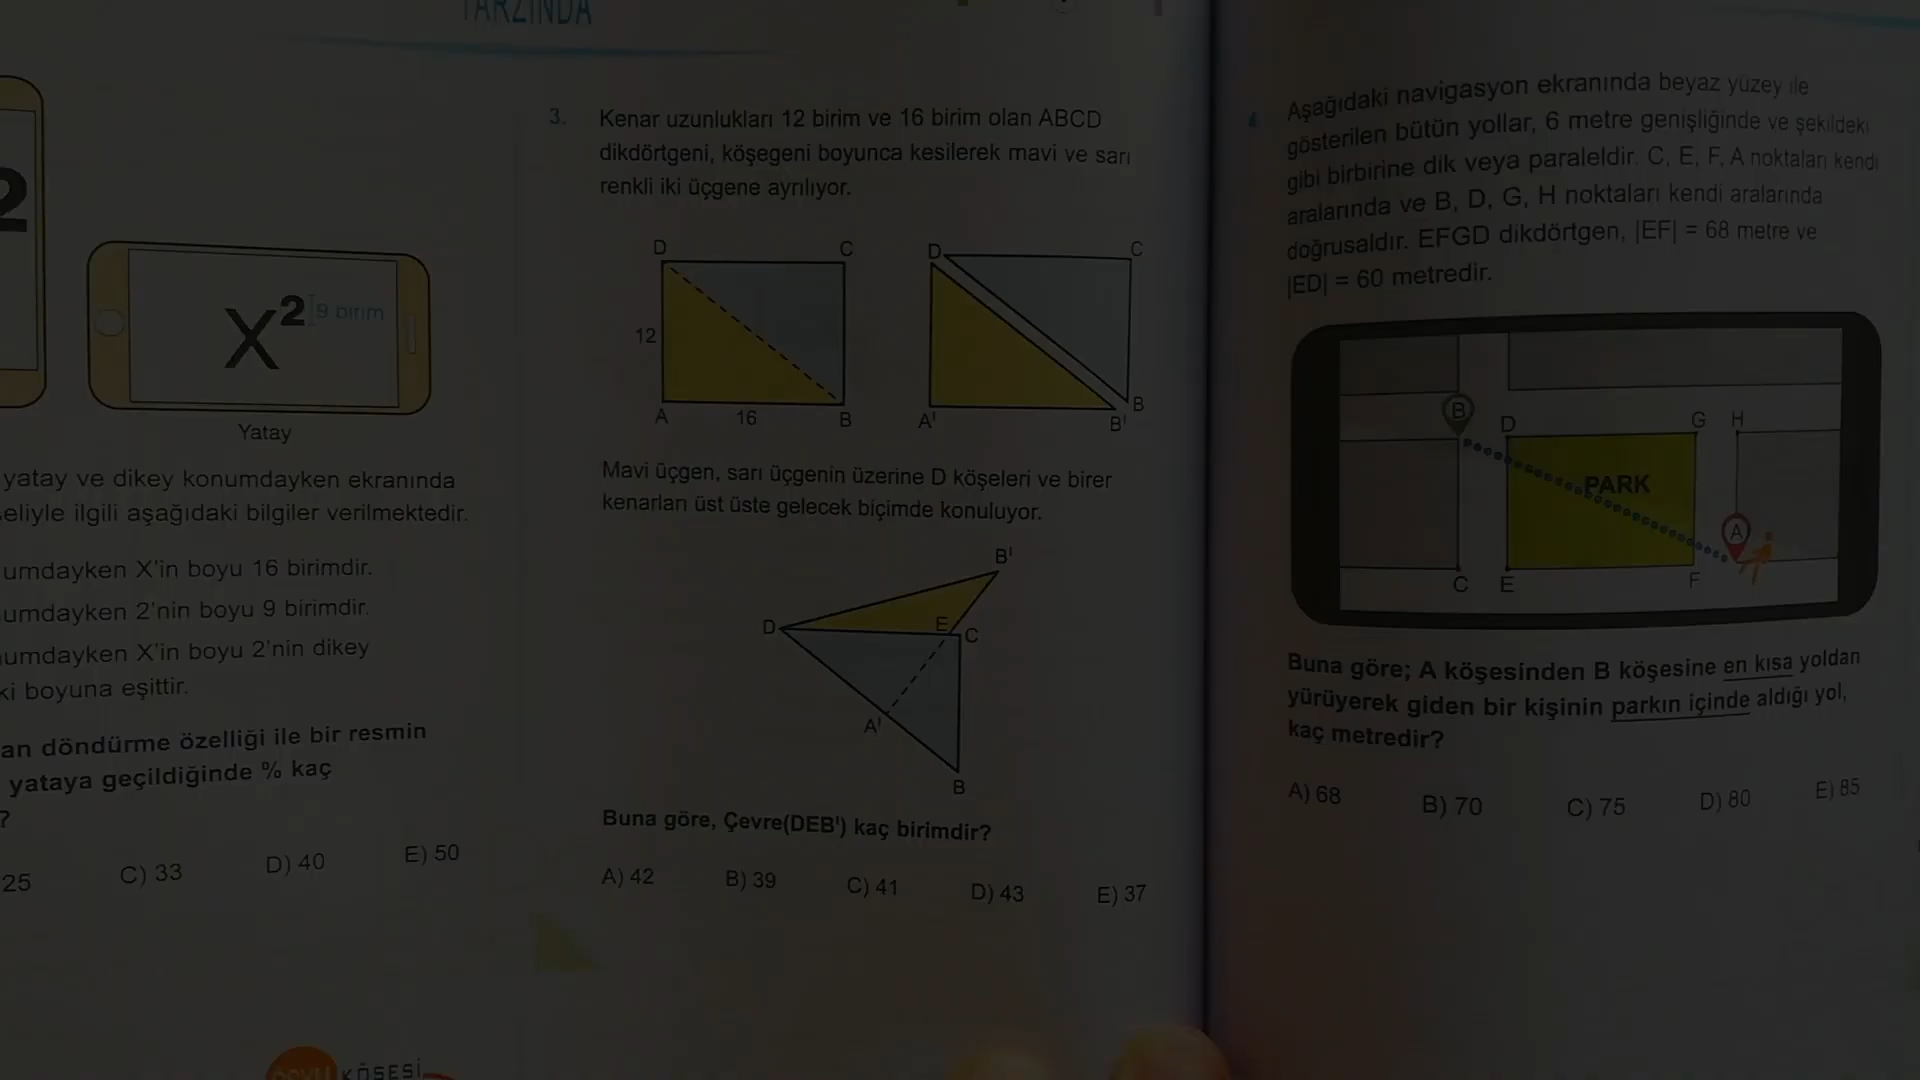 TARZINDA
2
X² 9 birim
Yatay
yatay ve dikey konumdayken ekranında
eliyle ilgili aşağıdaki bilgiler verilmektedir.
umdayken X'in boyu 16 birimdir.
umdayken 2'nin boyu 9 birimdir.
umdayken X'in boyu 2'nin dikey
ki boyuna eşittir.
an döndürme özelliği ile bir resmin
yataya geçildiğinde % kaç
?
25 C) 33 D) 40 E) 50
KÖŞESİ
3. Kenar uzunlukları 12 birim ve 16 birim olan ABCD
dikdörtgeni, köşegeni boyunca kesilerek mavi ve sarı
renkli iki üçgene ayrılıyor.
D C D C
12
A 16 B A' B' B
Mavi üçgen, sarı üçgenin üzerine D köşeleri ve birer
kenarları üst üste gelecek biçimde konuluyor.
B'
D E C
A'
B
Buna göre, Çevre(DEB') kaç birimdir?
A) 42 B) 39 C) 41 D) 43 E) 37
Aşağıdaki navigasyon ekranında beyaz yüzey ile
gösterilen bütün yollar, 6 metre genişliğinde ve şekildeki
gibi birbirine dik veya paraleldir. C, E, F, A noktaları kendi
aralarında ve B, D, G, H noktaları kendi aralarında
doğrusaldır. EFGD dikdörtgen, |EF| = 68 metre ve
|ED| = 60 metredir.
B D G H
PARK
A
C E F
Buna göre; A köşesinden B köşesine en kısa yoldan
yürüyerek giden bir kişinin parkın içinde aldığı yol,
kaç metredir?
A) 68 B) 70 C) 75 D) 80 E) 85